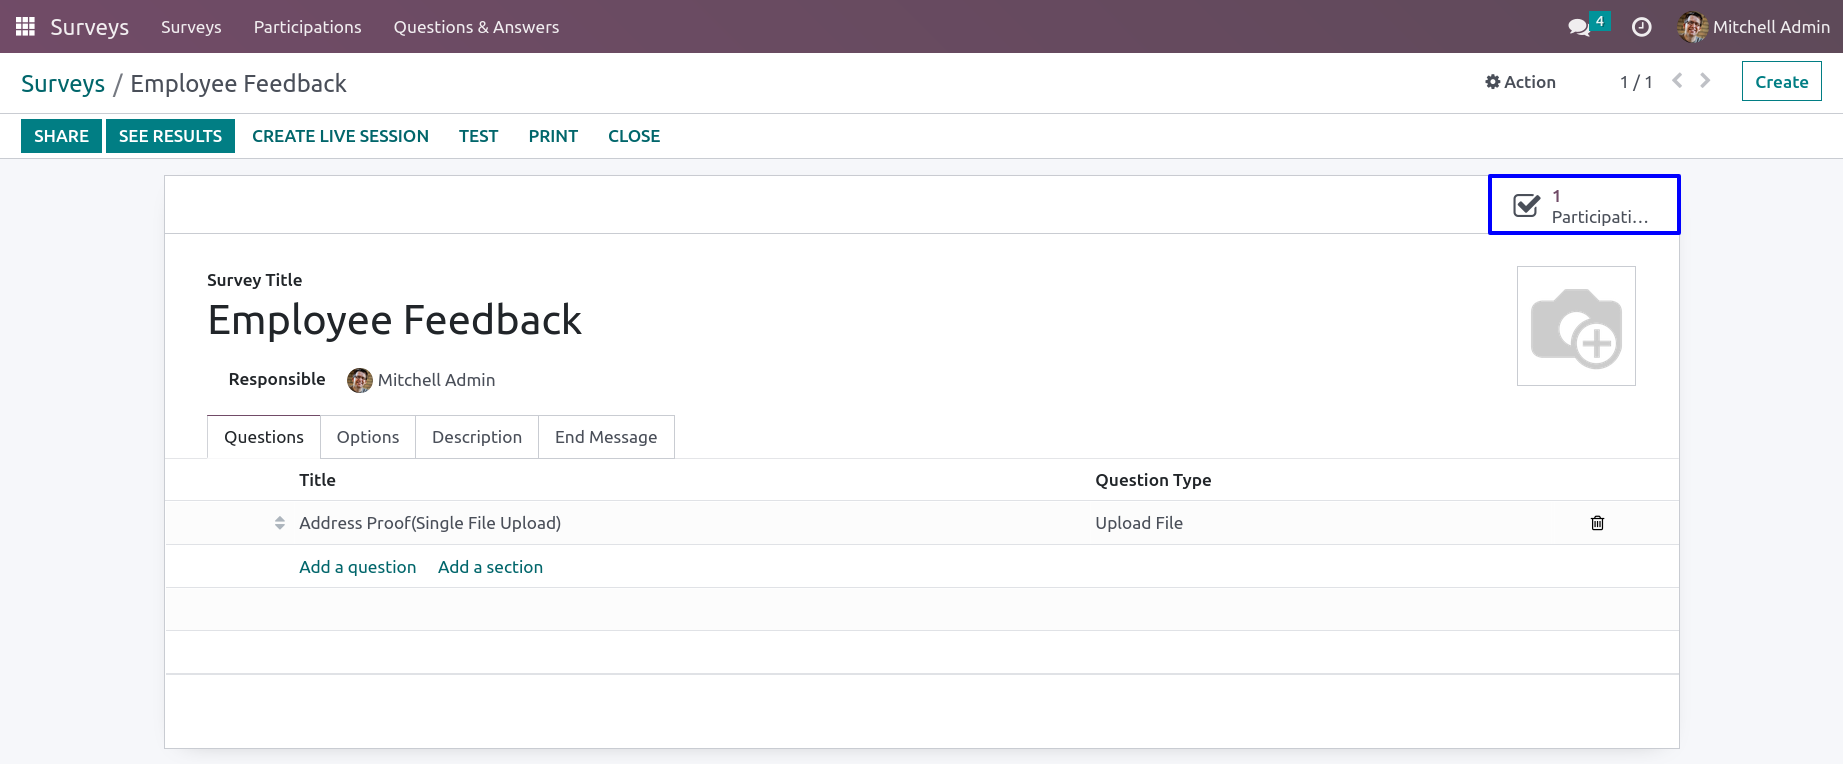 Surveys Surveys Participations Questions & Answers 4 Mitchell Admin
Surveys / Employee Feedback Action 1 / 1 Create
SHARE SEE RESULTS CREATE LIVE SESSION TEST PRINT CLOSE
1
Participati...
Survey Title
Employee Feedback
Responsible Mitchell Admin
Questions Options Description End Message
Title Question Type
Address Proof(Single File Upload) Upload File
Add a question Add a section